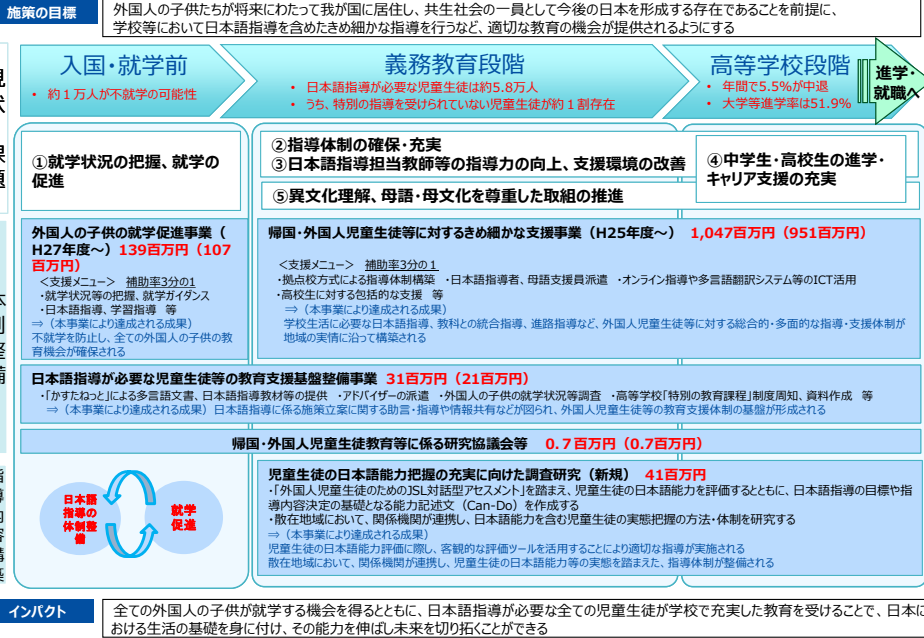 施策の目標
外国人の子供たちが将来にわたって我が国に居住し、共生社会の一員として今後の日本を形成する存在であることを前提に、
学校等において日本語指導を含めたきめ細かな指導を行うなど、適切な教育の機会が提供されるようにする
入国・就学前
・ 約１万人が不就学の可能性
義務教育段階
・ 日本語指導が必要な児童生徒は約5.8万人
・ うち、特別の指導を受けられていない児童生徒が約１割存在
高等学校段階
・ 年間で5.5%が中退
・ 大学等進学率は51.9%
進学・
就職へ
状
題
①就学状況の把握、就学の
促進
②指導体制の確保・充実
③日本語指導担当教師等の指導力の向上、支援環境の改善
⑤異文化理解、母語・母文化を尊重した取組の推進
④中学生・高校生の進学・
キャリア支援の充実
外国人の子供の就学促進事業（
H27年度～）139百万円（107
百万円）
＜支援メニュー＞ 補助率3分の1
・就学状況等の把握、就学ガイダンス
・日本語指導、学習指導 等
⇒（本事業により達成される成果）
不就学を防止し、全ての外国人の子供の教
育機会が確保される
帰国・外国人児童生徒等に対するきめ細かな支援事業（H25年度～） 1,047百万円（951百万円）
＜支援メニュー＞ 補助率3分の１
・拠点校方式による指導体制構築 ・日本語指導者、母語支援員派遣 ・オンライン指導や多言語翻訳システム等のICT活用
・高校生に対する包括的な支援 等
⇒（本事業により達成される成果）
学校生活に必要な日本語指導、教科との統合指導、進路指導など、外国人児童生徒等に対する総合的・多面的な指導・支援体制が
地域の実情に沿って構築される
備
日本語指導が必要な児童生徒等の教育支援基盤整備事業 31百万円（21百万円）
・「かすたねっと」による多言語文書、日本語指導教材等の提供 ・アドバイザーの派遣 ・外国人の子供の就学状況等調査 ・高等学校「特別の教育課程」制度周知、資料作成 等
⇒（本事業により達成される成果）日本語指導に係る施策立案に関する助言・指導や情報共有などが図られ、外国人児童生徒等の教育支援体制の基盤が形成される
帰国・外国人児童生徒教育等に係る研究協議会等 0.７百万円（0.7百万円）
日本語
指導の
体制整
備
就学
促進
児童生徒の日本語能力把握の充実に向けた調査研究（新規） 41百万円
・「外国人児童生徒のためのJSL対話型アセスメント」を踏まえ、児童生徒の日本語能力を評価するとともに、日本語指導の目標や指
導内容決定の基礎となる能力記述文（Can-Do）を作成する
・散在地域において、関係機関が連携し、日本語能力を含む児童生徒の実態把握の方法・体制を研究する
⇒（本事業により達成される成果）
児童生徒の日本語能力評価に際し、客観的な評価ツールを活用することにより適切な指導が実施される
散在地域において、関係機関が連携し、児童生徒の日本語能力等の実態を踏まえた、指導体制が整備される
インパクト
全ての外国人の子供が就学する機会を得るとともに、日本語指導が必要な全ての児童生徒が学校で充実した教育を受けることで、日本に
おける生活の基礎を身に付け、その能力を伸ばし未来を切り拓くことができる